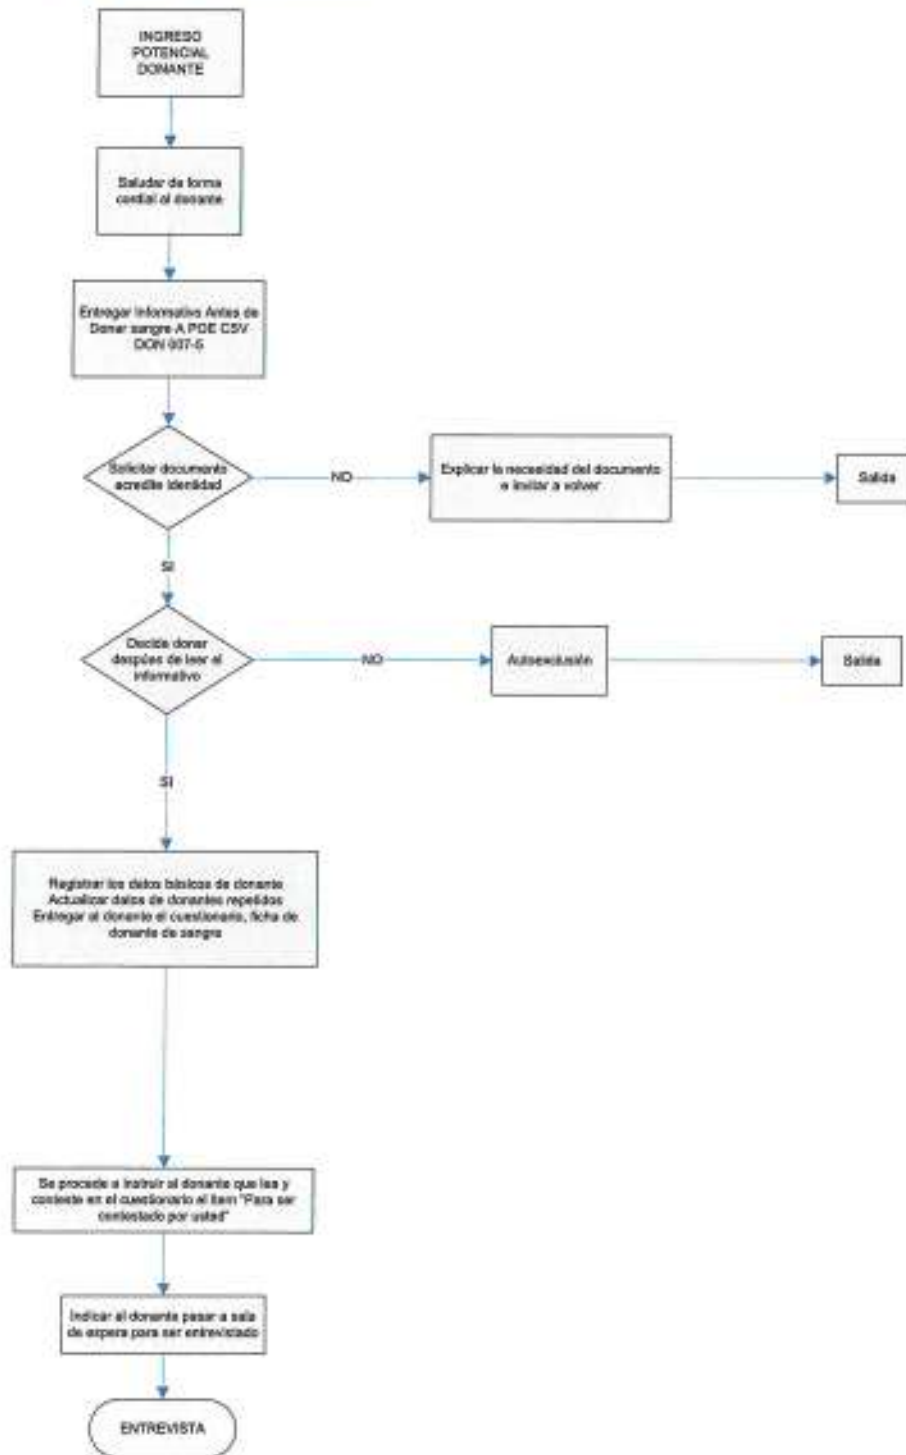 INGRESO
POTENCIAL
DONANTE
Saludar de forma
cordial al donante
Entregar Informativo Antes de
Donar sangre A POE CSV
DON 007-5
Solicitar documento
acredite identidad
NO
Explicar la necesidad del documento
e invitar a volver
Salida
SI
Decide donar
despúes de leer el
informativo
NO
Autoexclusión
Salida
SI
Registrar los datos básicos de donante
Actualizar datos de donantes repetidos
Entregar al donante el cuestionario, ficha de
donante de sangre
Se procede a instruir al donante que lea y
conteste en el cuestionario el ítem "Para ser
contestado por usted"
Indicar al donante pasar a sala
de espera para ser entrevistado
ENTREVISTA